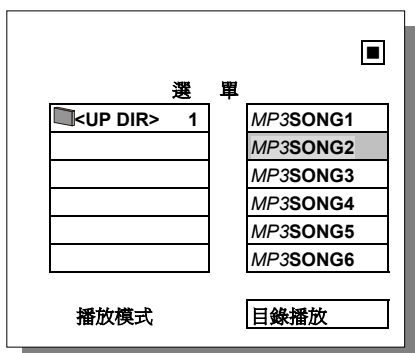 選 單
<UP DIR> 1
MP3SONG1
MP3SONG2
MP3SONG3
MP3SONG4
MP3SONG5
MP3SONG6
播放模式
目錄播放